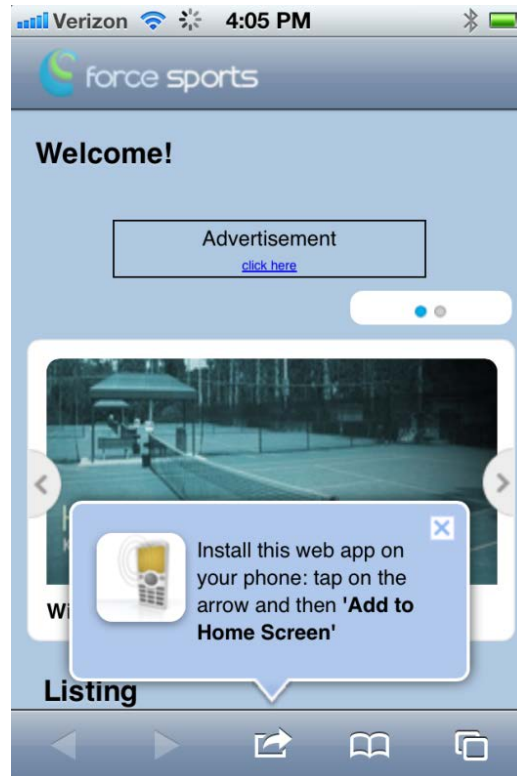 Verizon 4:05 PM
force sports
Welcome!
Advertisement
click here
Install this web app on
your phone: tap on the
arrow and then 'Add to
Home Screen'
Listing